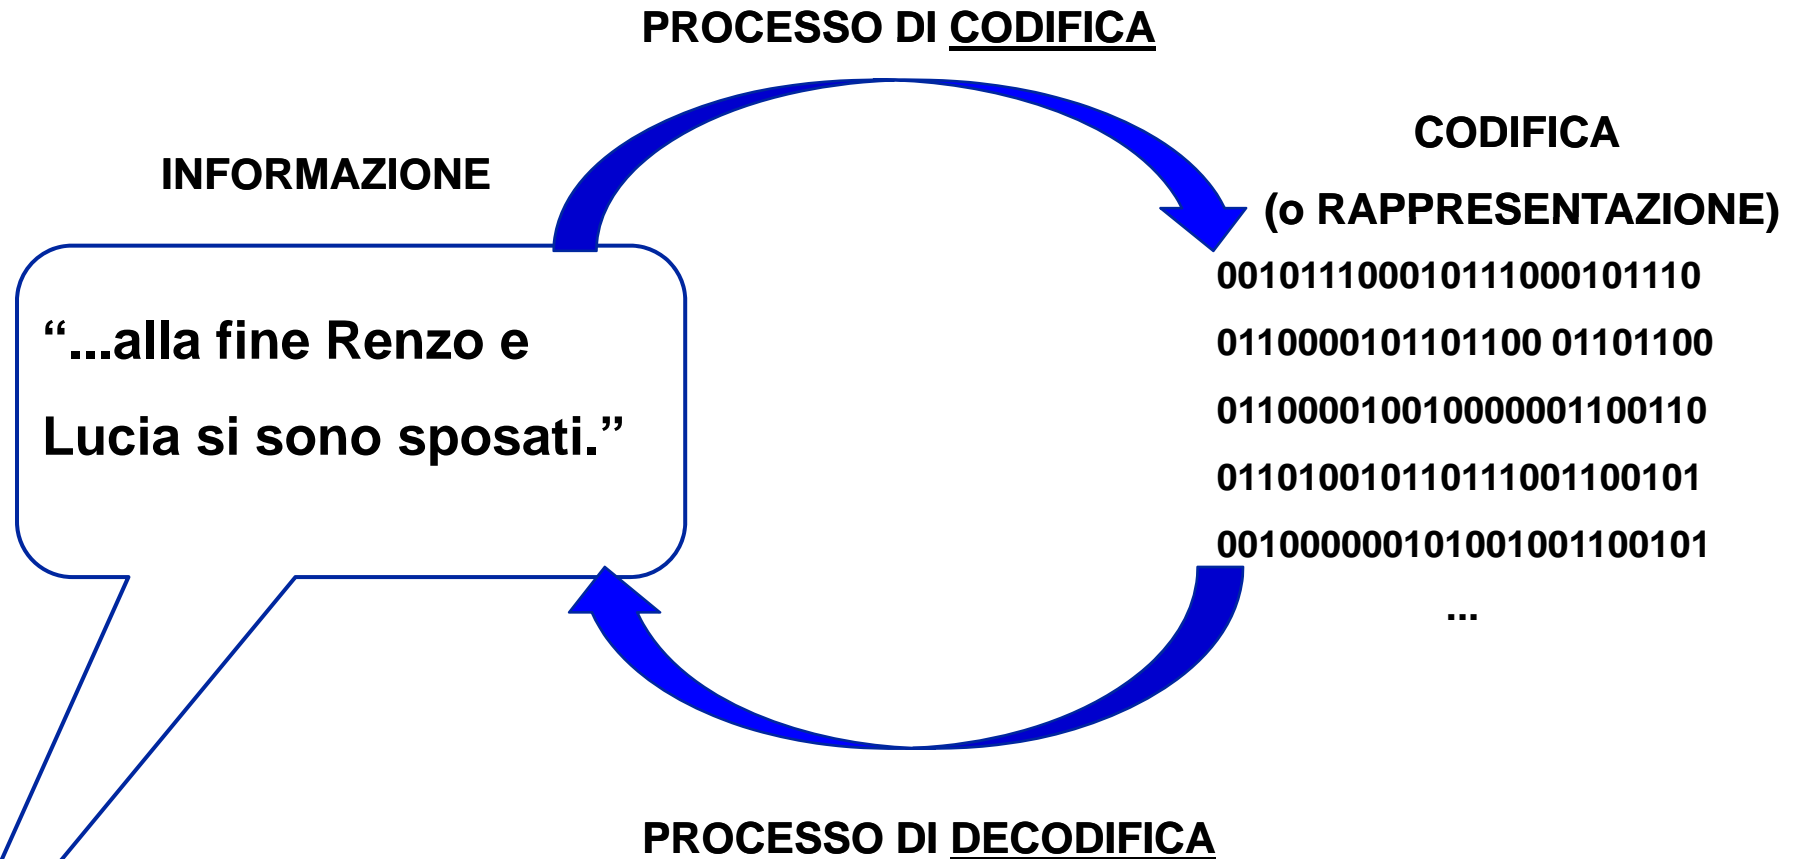 PROCESSO DI CODIFICA
INFORMAZIONE
“...alla fine Renzo e
Lucia si sono sposati.”
CODIFICA
(o RAPPRESENTAZIONE)
001011100010111000101110
0110000101101100 01101100
011000010010000001100110
011010010110111001100101
001000000101001001100101
...
PROCESSO DI DECODIFICA